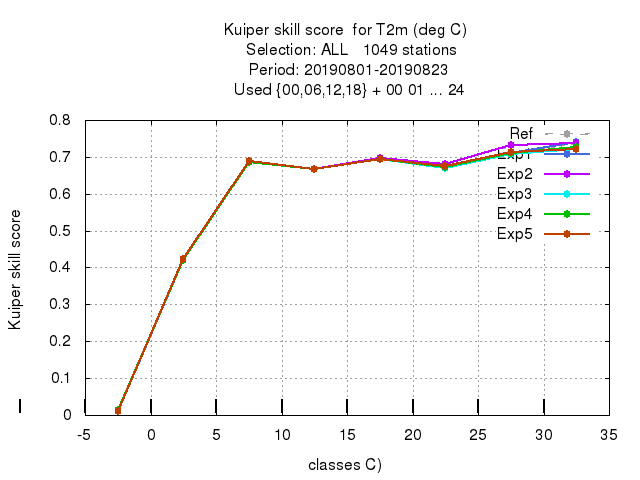 Kuiper skill score  for T2m (deg C)
Selection: ALL   1049 stations
Period: 20190801-20190823
Used {00,06,12,18} + 00 01 ... 24
Kuiper skill score
0.8
0.7
0.6
0.5
0.4
0.3
0.2
0.1
0
Ref
Exp1
Exp2
Exp3
Exp4
Exp5
-5
0
5
10
15
20
25
30
35
classes C)